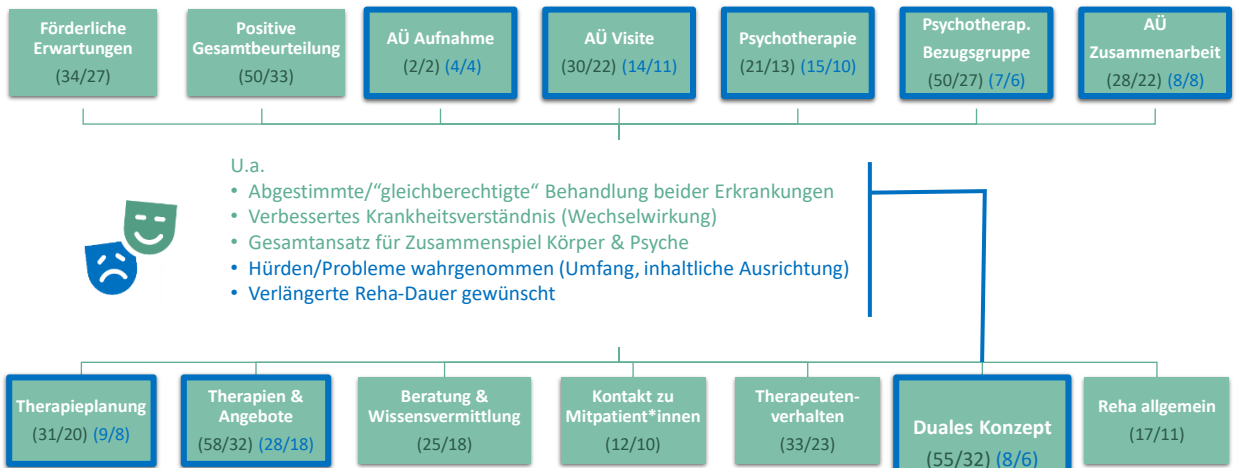 Förderliche
Erwartungen
(34/27)
Positive
Gesamtbeurteilung
(50/33)
AÜ Aufnahme
(2/2) (4/4)
AÜ Visite
(30/22) (14/11)
Psychotherapie
(21/13) (15/10)
Psychotherap.
Bezugsgruppe
(50/27) (7/6)
AÜ
Zusammenarbeit
(28/22) (8/8)
U.a.
• Abgestimmte/“gleichberechtigte“ Behandlung beider Erkrankungen
• Verbessertes Krankheitsverständnis (Wechselwirkung)
• Gesamtansatz für Zusammenspiel Körper & Psyche
• Hürden/Probleme wahrgenommen (Umfang, inhaltliche Ausrichtung)
• Verlängerte Reha-Dauer gewünscht
Therapieplanung
(31/20) (9/8)
Therapien &
Angebote
(58/32) (28/18)
Beratung &
Wissensvermittlung
(25/18)
Kontakt zu
Mitpatient*innen
(12/10)
Therapeuten-
verhalten
(33/23)
Duales Konzept
(55/32) (8/6)
Reha allgemein
(17/11)